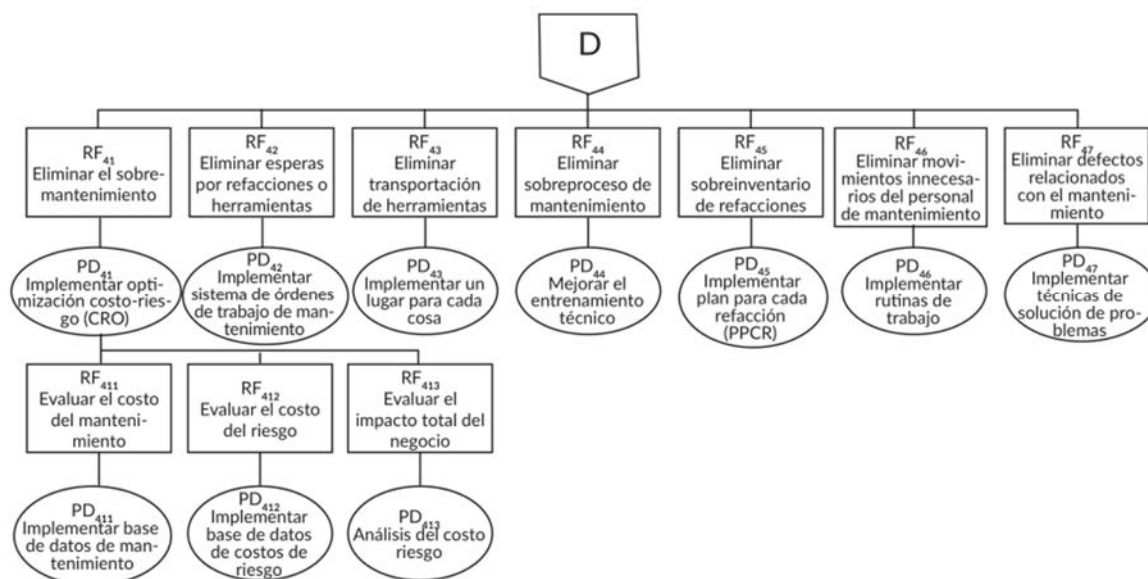 D
RF41
Eliminar el sobre-
mantenimiento
RF42
Eliminar esperas
por refacciones o
herramientas
RF43
Eliminar
transportación
de herramientas
RF44
Eliminar
sobreproceso de
mantenimiento
RF45
Eliminar
sobreinventario
de refacciones
RF46
Eliminar movi-
mientos innecesa-
rios del personal
de mantenimiento
RF47
Eliminar defectos
relacionados
con el manteni-
miento
PD41
Implementar opti-
mización costo-ries-
go (CRO)
PD42
Implementar
sistema de órdenes
de trabajo de man-
tenimiento
PD43
Implementar un
lugar para cada
cosa
PD44
Mejorar el
entrenamiento
técnico
PD45
Implementar
plan para cada
refacción (PPCR)
PD46
Implementar
rutinas de
trabajo
PD47
Implementar
técnicas de
solución de pro-
blemas
RF411
Evaluar el costo
del manteni-
miento
RF412
Evaluar el costo
del riesgo
RF413
Evaluar el
impacto total del
negocio
PD411
Implementar base
de datos de man-
tenimiento
PD412
Implementar
base de datos
de costos de
riesgo
PD413
Análisis del costo
riesgo